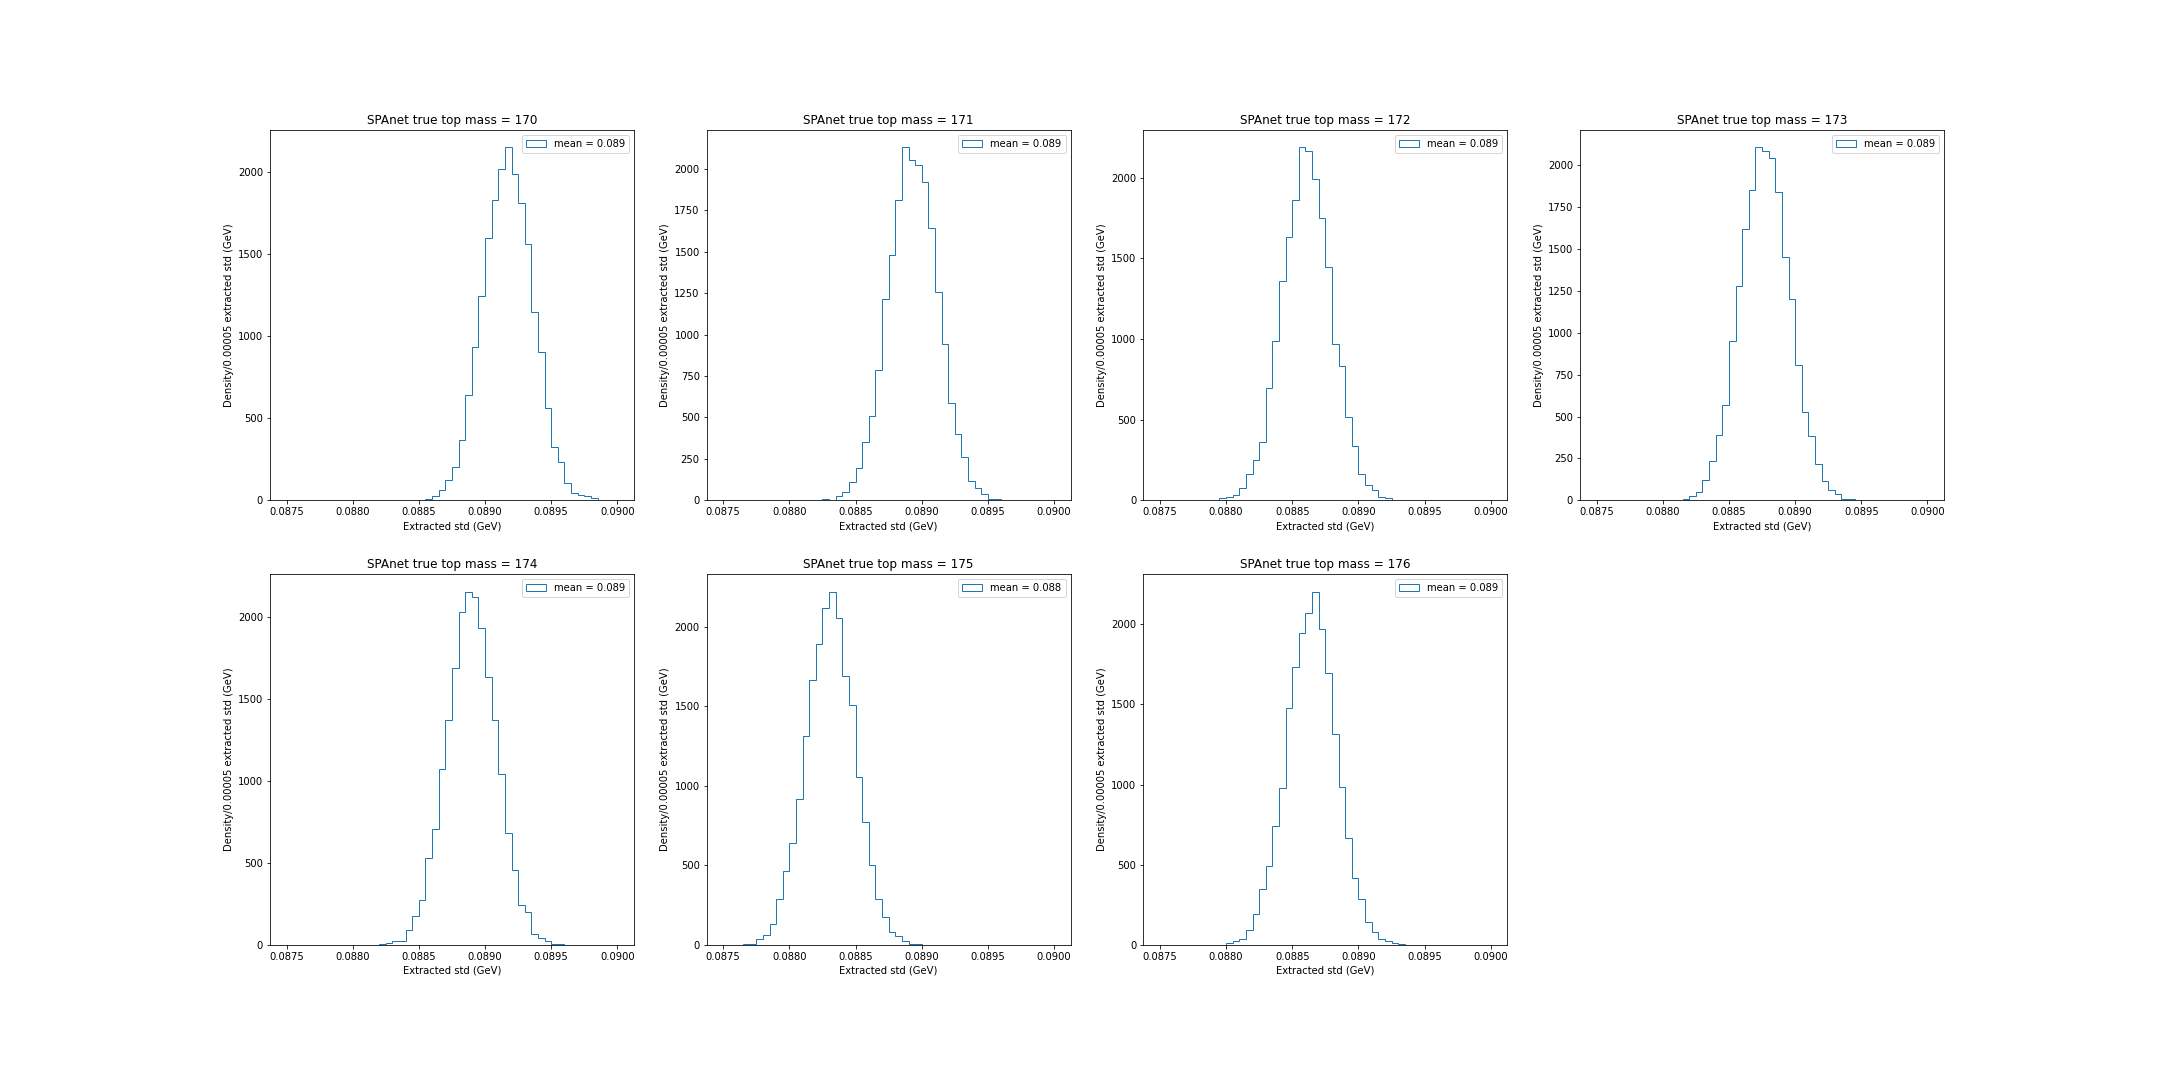 SPAnet true top mass = 170
mean = 0.089
Density/0.00005 extracted std (GeV)
2000
1500
1000
500
0
0.0875 0.0880 0.0885 0.0890 0.0895 0.0900
Extracted std (GeV)
SPAnet true top mass = 171
mean = 0.089
Density/0.00005 extracted std (GeV)
2000
1750
1500
1250
1000
750
500
250
0
0.0875 0.0880 0.0885 0.0890 0.0895 0.0900
Extracted std (GeV)
SPAnet true top mass = 172
mean = 0.089
Density/0.00005 extracted std (GeV)
2000
1500
1000
500
0
0.0875 0.0880 0.0885 0.0890 0.0895 0.0900
Extracted std (GeV)
SPAnet true top mass = 173
mean = 0.089
Density/0.00005 extracted std (GeV)
2000
1750
1500
1250
1000
750
500
250
0
0.0875 0.0880 0.0885 0.0890 0.0895 0.0900
Extracted std (GeV)
SPAnet true top mass = 174
mean = 0.089
Density/0.00005 extracted std (GeV)
2000
1500
1000
500
0
0.0875 0.0880 0.0885 0.0890 0.0895 0.0900
Extracted std (GeV)
SPAnet true top mass = 175
mean = 0.088
Density/0.00005 extracted std (GeV)
2000
1500
1000
500
0
0.0875 0.0880 0.0885 0.0890 0.0895 0.0900
Extracted std (GeV)
SPAnet true top mass = 176
mean = 0.089
Density/0.00005 extracted std (GeV)
2000
1500
1000
500
0
0.0875 0.0880 0.0885 0.0890 0.0895 0.0900
Extracted std (GeV)